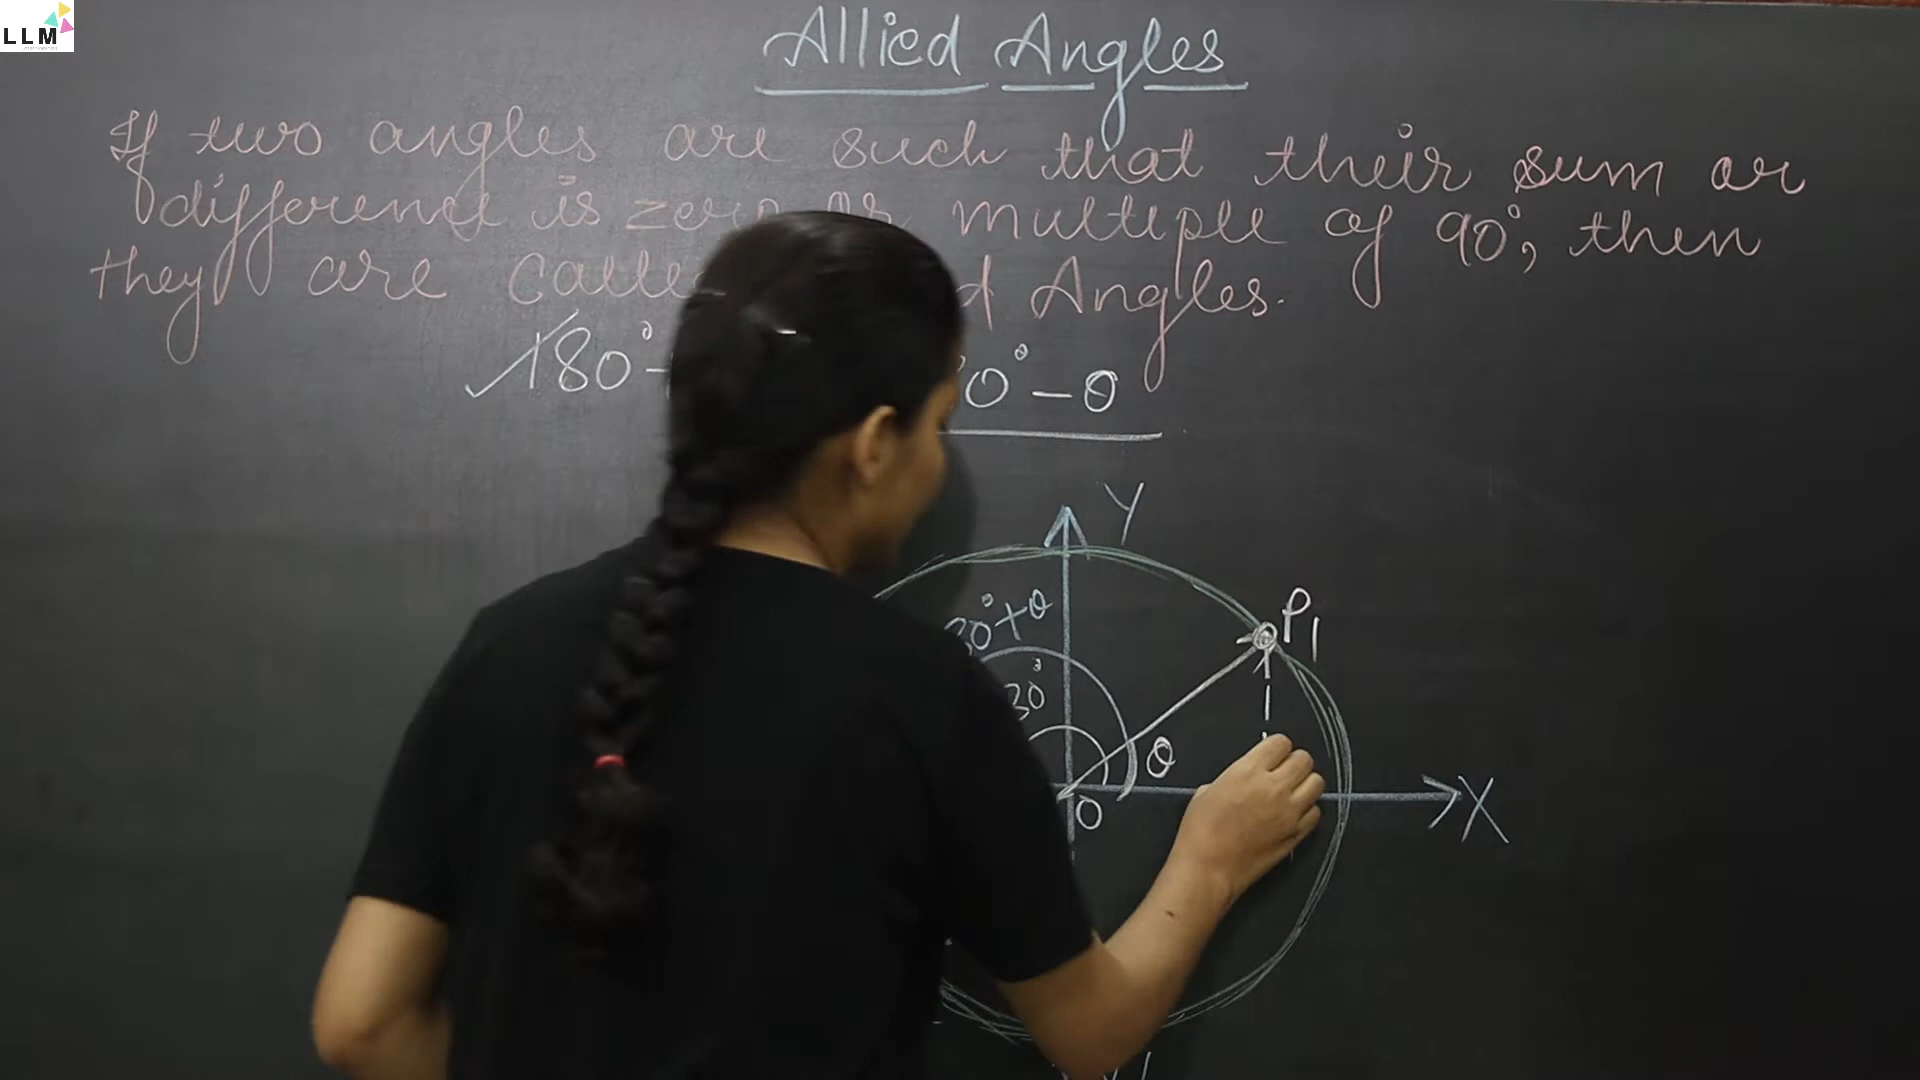 LLM
Allied Angles
If two angles are such that their sum or
difference is zero or multiple of 90°, then
they are Angles.
180° 0° - θ
Y
P1
0° + θ
θ
O
X